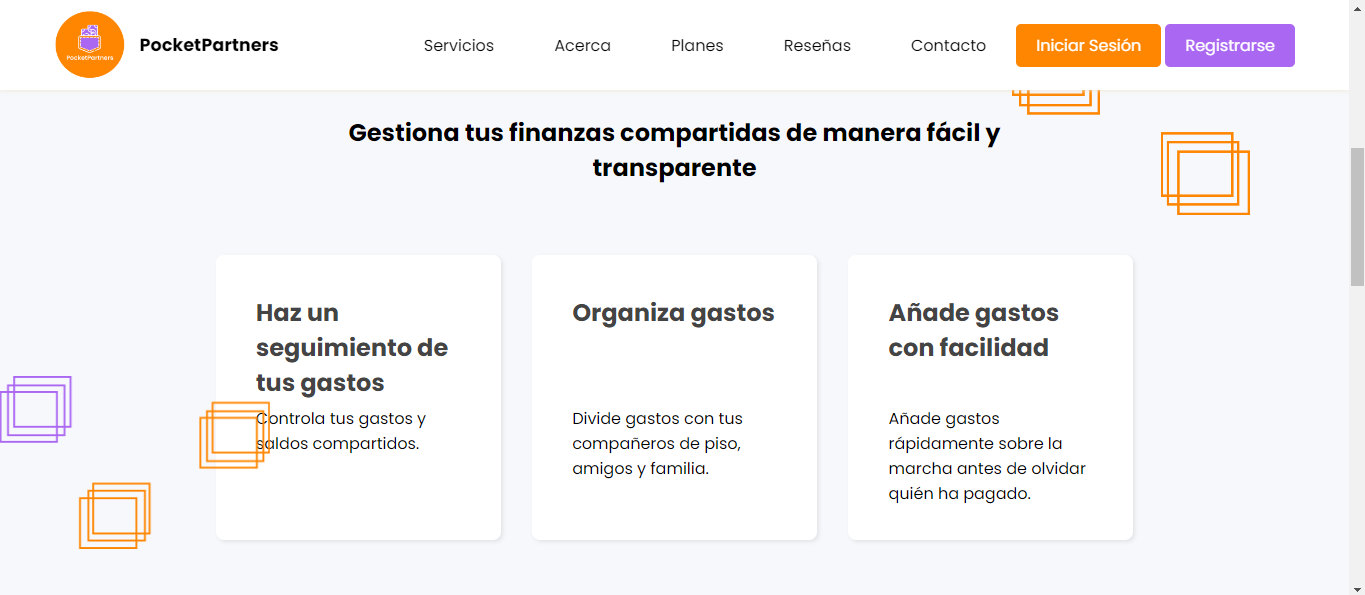 PocketPartners
PocketPartners
Servicios
Acerca
Planes
Reseñas
Contacto
Iniciar Sesión
Registrarse
Gestiona tus finanzas compartidas de manera fácil y
transparente
Haz un
seguimiento de
tus gastos
Controla tus gastos y
saldos compartidos.
Organiza gastos
Divide gastos con tus
compañeros de piso,
amigos y familia.
Añade gastos
con facilidad
Añade gastos
rápidamente sobre la
marcha antes de olvidar
quién ha pagado.